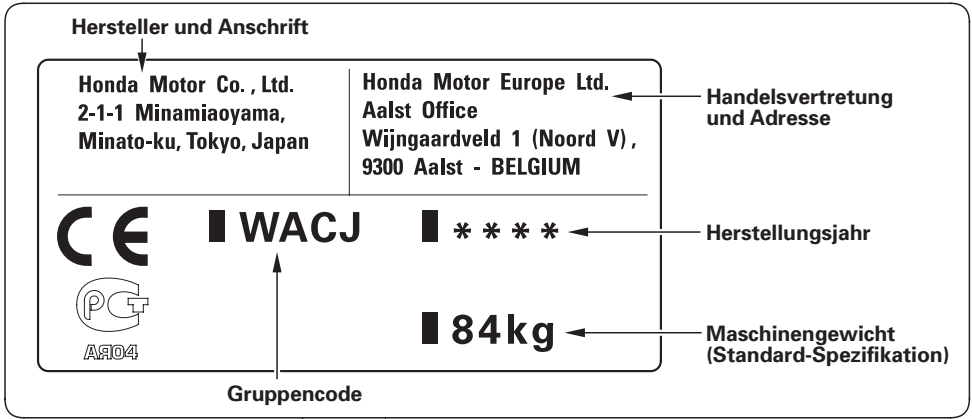 Hersteller und Anschrift
Honda Motor Co. , Ltd.
2-1-1 Minamiaoyama,
Minato-ku, Tokyo, Japan
Honda Motor Europe Ltd.
Aalst Office
Wijngaardveld 1 (Noord V) ,
9300 Aalst - BELGIUM
Handelsvertretung
und Adresse
CE
WACJ
****
Herstellungsjahr
РСТ
АЯ04
84kg
Maschinengewicht
(Standard-Spezifikation)
Gruppencode